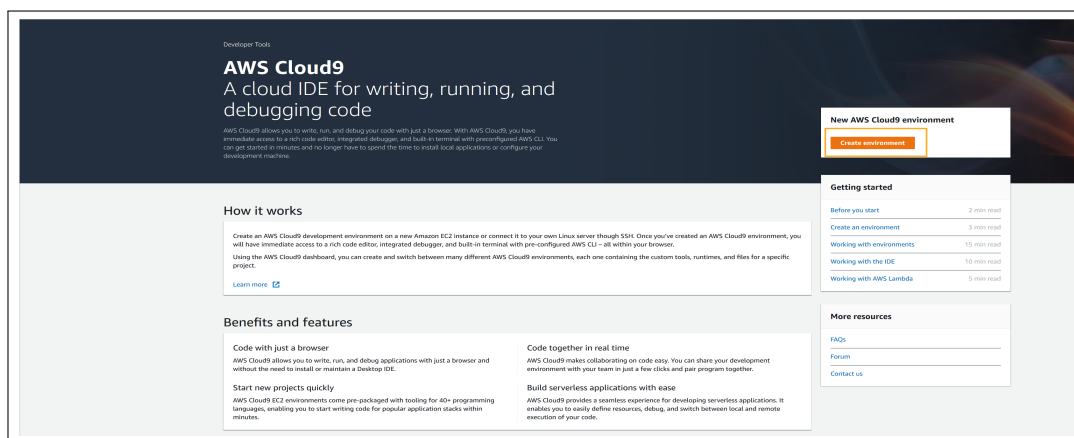 Developer Tools
AWS Cloud9
A cloud IDE for writing, running, and
debugging code
AWS Cloud9 allows you to write, run, and debug your code with just a browser. With AWS Cloud9, you have
immediate access to a rich code editor, integrated debugger, and built-in terminal with preconfigured AWS CLI. You
can get started in minutes and no longer have to spend the time to install local applications or configure your
development machine.
New AWS Cloud9 environment
Create environment
How it works
Create an AWS Cloud9 development environment on a new Amazon EC2 instance or connect it to your own Linux server though SSH. Once you've created an AWS Cloud9 environment, you
will have immediate access to a rich code editor, integrated debugger, and built-in terminal with pre-configured AWS CLI – all within your browser.
Using the AWS Cloud9 dashboard, you can create and switch between many different AWS Cloud9 environments, each one containing the custom tools, runtimes, and files for a specific
project.
Learn more
Benefits and features
Code with just a browser
AWS Cloud9 allows you to write, run, and debug applications with just a browser and
without the need to install or maintain a Desktop IDE.
Start new projects quickly
AWS Cloud9 EC2 environments come pre-packaged with tooling for 40+ programming
languages, enabling you to start writing code for popular application stacks within
minutes.
Code together in real time
AWS Cloud9 makes collaborating on code easy. You can share your development
environment with your team in just a few clicks and pair program together.
Build serverless applications with ease
AWS Cloud9 provides a seamless experience for developing serverless applications. It
enables you to easily define resources, debug, and switch between local and remote
execution of your code.
Getting started
Before you start 2 min read
Create an environment 3 min read
Working with environments 15 min read
Working with the IDE 10 min read
Working with AWS Lambda 5 min read
More resources
FAQs
Forum
Contact us